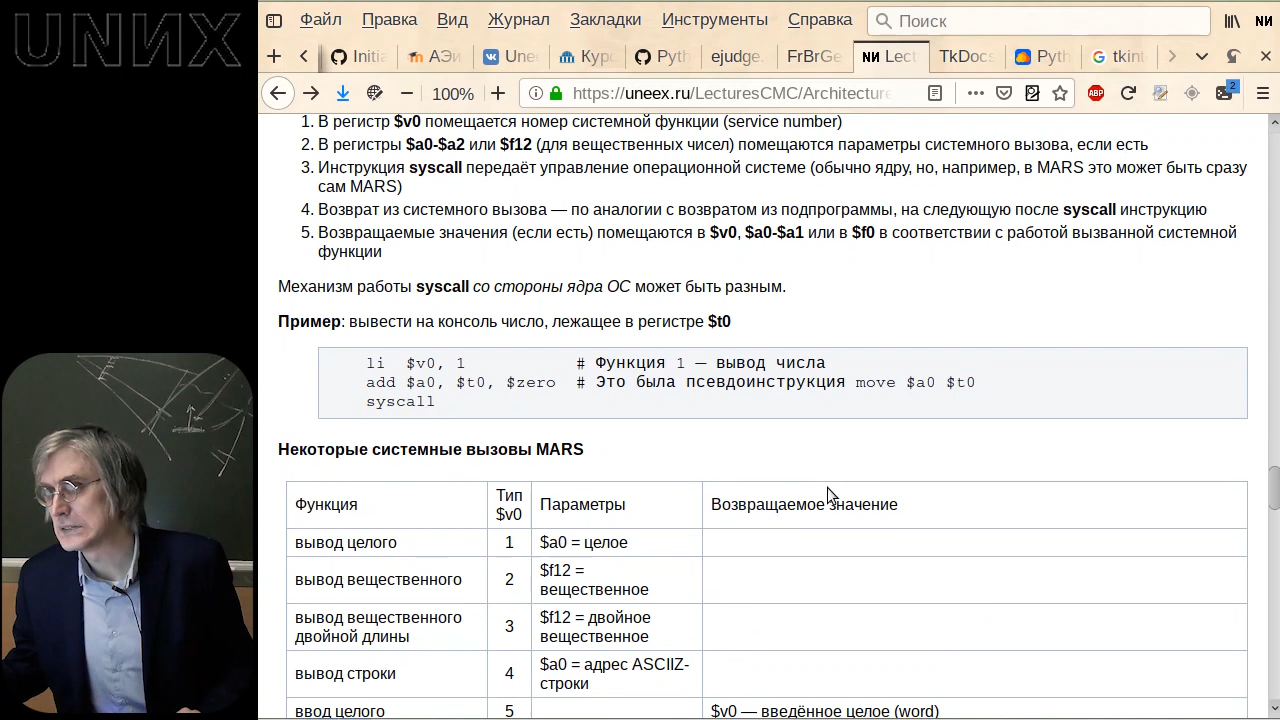 UNИX
Файл Правка Вид Журнал Закладки Инструменты Справка Поиск
Initia АЭи Unee Курс Pyth ejudge. FrBrGe Lect TkDocs Pyth tkint
100% https://uneex.ru/LecturesCMC/Architecture ABP 2
1. В регистр $v0 помещается номер системной функции (service number)
2. В регистры $a0-$a2 или $f12 (для вещественных чисел) помещаются параметры системного вызова, если есть
3. Инструкция syscall передаёт управление операционной системе (обычно ядру, но, например, в MARS это может быть сразу
сам MARS)
4. Возврат из системного вызова — по аналогии с возвратом из подпрограммы, на следующую после syscall инструкцию
5. Возвращаемые значения (если есть) помещаются в $v0, $a0-$a1 или в $f0 в соответствии с работой вызванной системной
функции
Механизм работы syscall со стороны ядра ОС может быть разным.
Пример: вывести на консоль число, лежащее в регистре $t0
li $v0, 1 # Функция 1 — вывод числа
add $a0, $t0, $zero # Это была псевдоинструкция move $a0 $t0
syscall
Некоторые системные вызовы MARS
Функция Тип $v0 Параметры Возвращаемое значение
вывод целого 1 $a0 = целое
вывод вещественного 2 $f12 = вещественное
вывод вещественного двойной длины 3 $f12 = двойное вещественное
вывод строки 4 $a0 = адрес ASCIIZ-строки
ввод целого 5 $v0 — введённое целое (word)